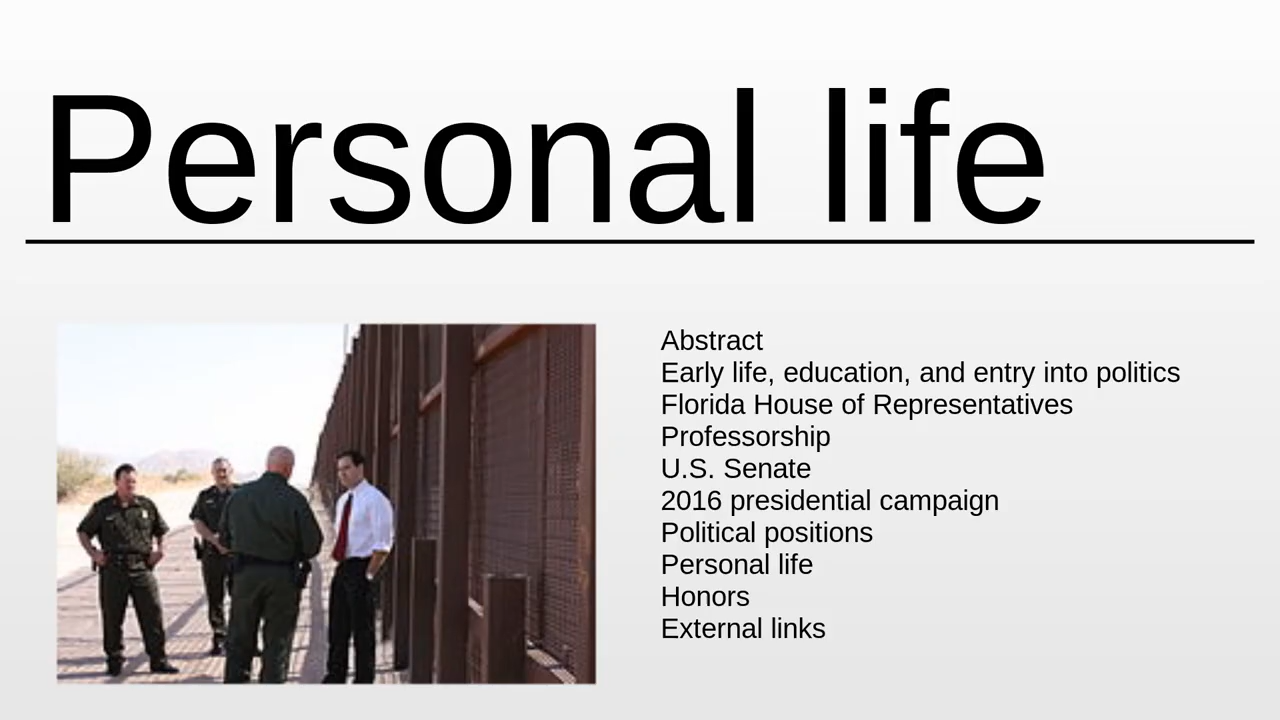 Personal life
Abstract
Early life, education, and entry into politics
Florida House of Representatives
Professorship
U.S. Senate
2016 presidential campaign
Political positions
Personal life
Honors
External links